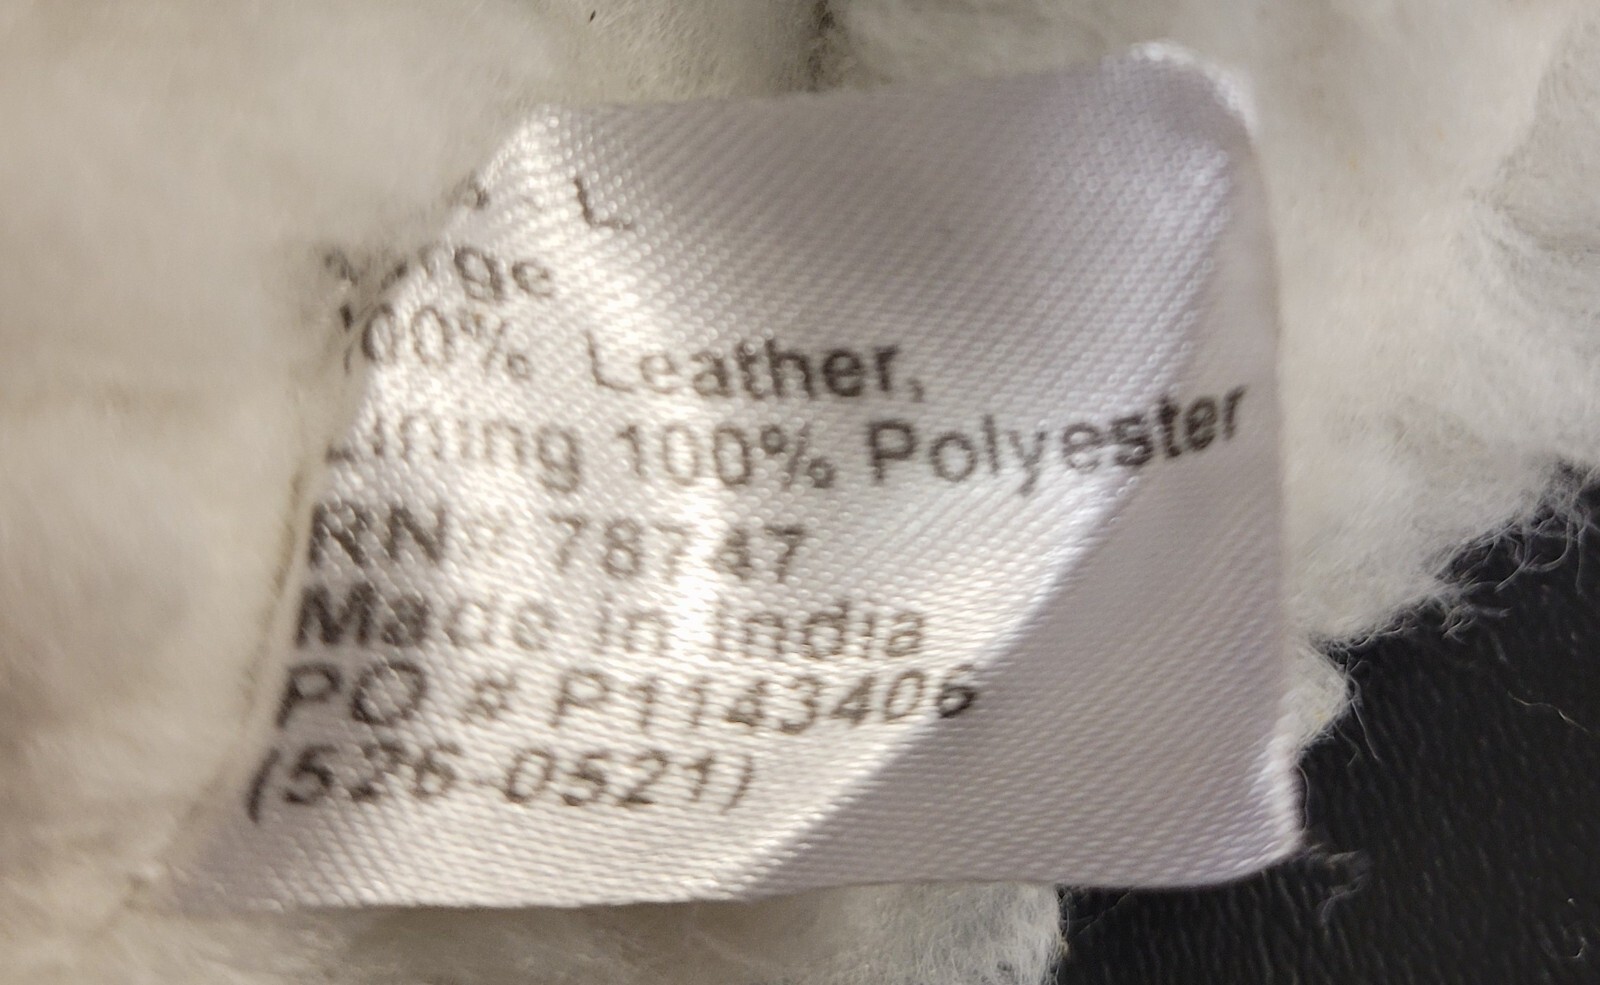 L
100% Leather,
Lining 100% Polyester
RN # 78747
Made in India
PO # P1143406
(526-0521)